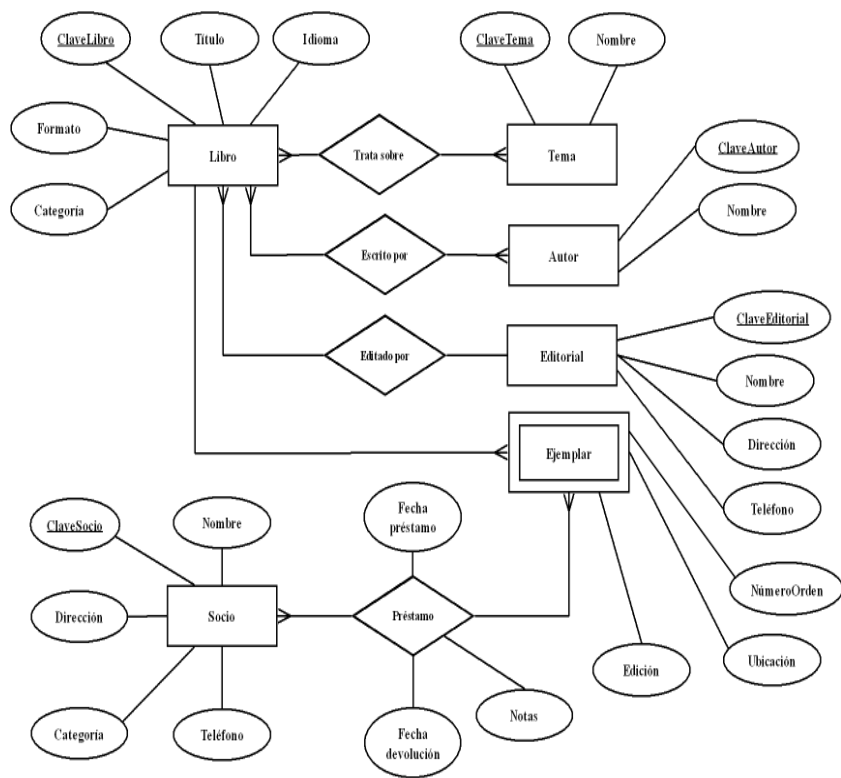 ClaveLibro
Título
Idioma
ClaveTema
Nombre
Formato
Libro
Trata sobre
Tema
ClaveAutor
Categoría
Nombre
Escrito por
Autor
ClaveEditorial
Editado por
Editorial
Nombre
Dirección
Ejemplar
Teléfono
Fecha
préstamo
ClaveSocio
Nombre
NúmeroOrden
Dirección
Socio
Préstamo
Ubicación
Edición
Categoría
Teléfono
Fecha
devolución
Notas